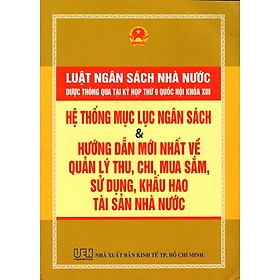 LUẬT NGÂN SÁCH NHÀ NƯỚC
ĐƯỢC THÔNG QUA TẠI KỲ HỌP THỨ 9 QUỐC HỘI KHÓA XIII
HỆ THỐNG MỤC LỤC NGÂN SÁCH
&
HƯỚNG DẪN MỚI NHẤT VỀ
QUẢN LÝ THU, CHI, MUA SẮM,
SỬ DỤNG, KHẤU HAO
TÀI SẢN NHÀ NƯỚC
UEH
NHÀ XUẤT BẢN KINH TẾ TP. HỒ CHÍ MINH